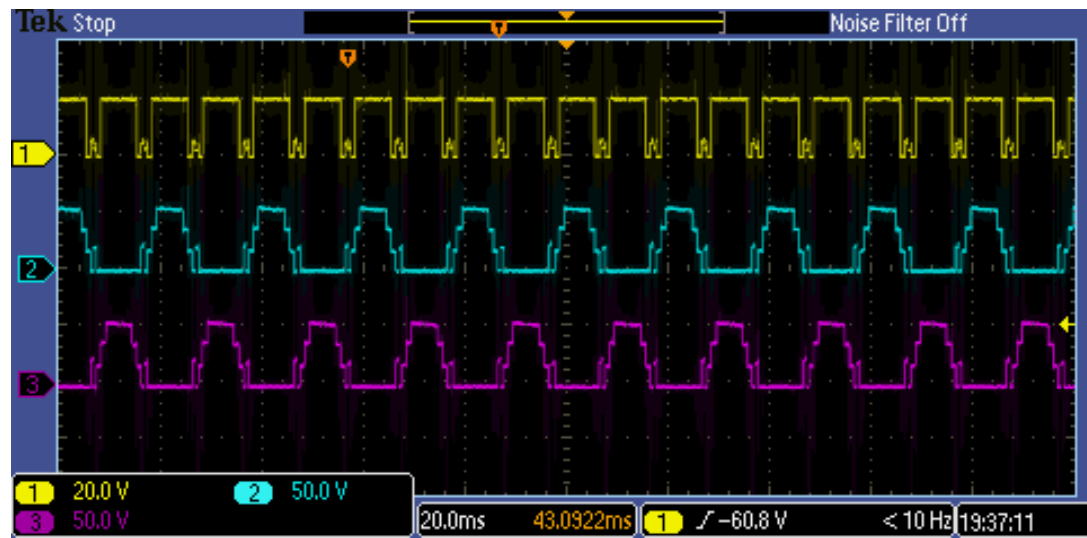 Tek Stop Noise Filter Off
T
T
1
2
3
1 20.0 V 2 50.0 V
3 50.0 V
20.0ms 43.0922ms 1 ∫ −60.8 V < 10 Hz 19:37:11